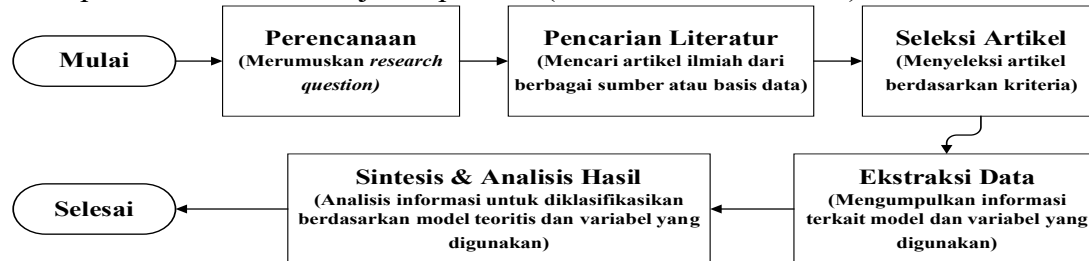 Mulai
Perencanaan
(Merumuskan research
question)
Pencarian Literatur
(Mencari artikel ilmiah dari
berbagai sumber atau basis data)
Seleksi Artikel
(Menyeleksi artikel
berdasarkan kriteria)
Ekstraksi Data
(Mengumpulkan informasi
terkait model dan variabel yang
digunakan)
Sintesis & Analisis Hasil
(Analisis informasi untuk diklasifikasikan
berdasarkan model teoritis dan variabel yang
digunakan)
Selesai